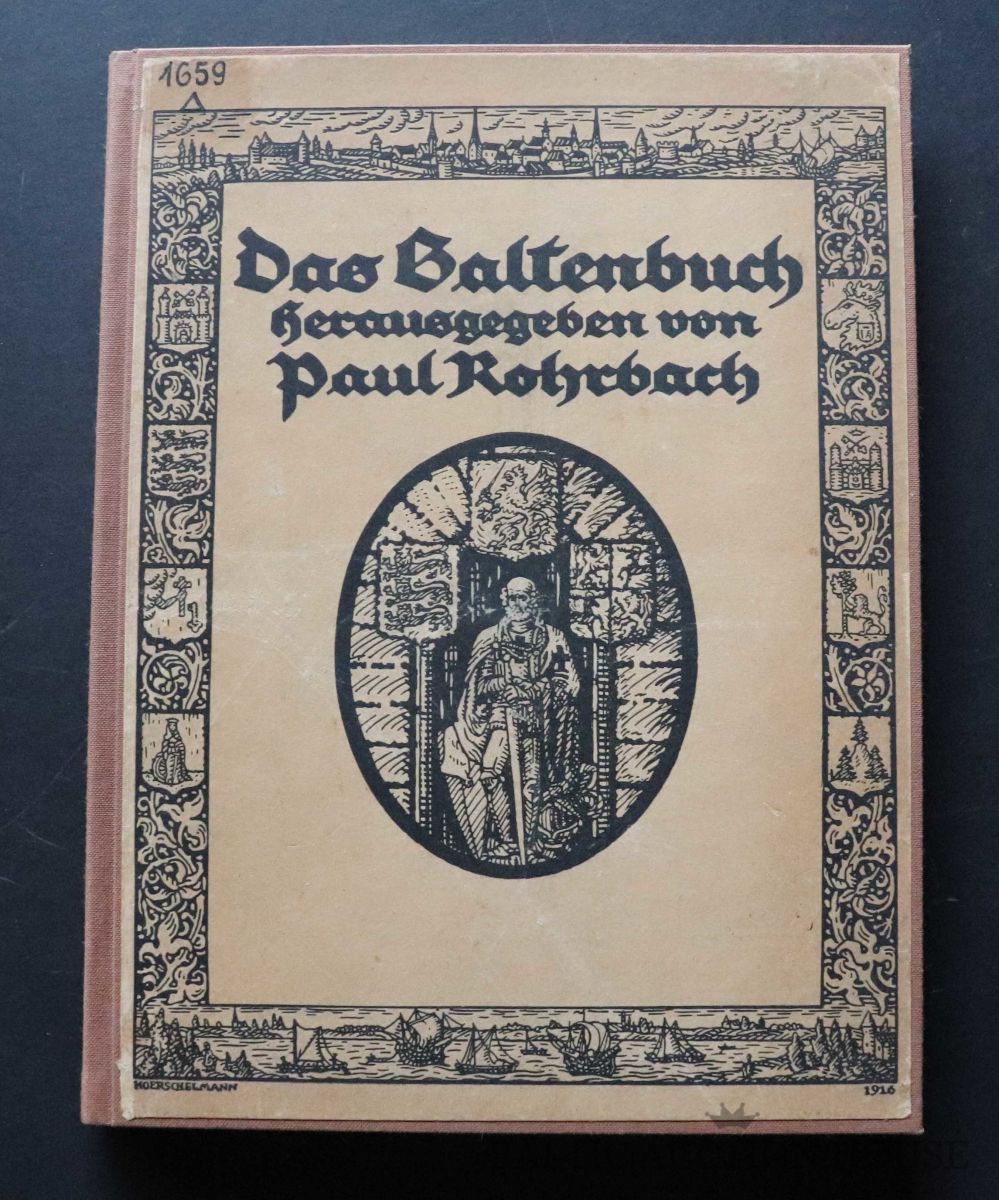 1659
Das Baltenbuch
herausgegeben von
Paul Rohrbach
HOERSCHELMANN
1916